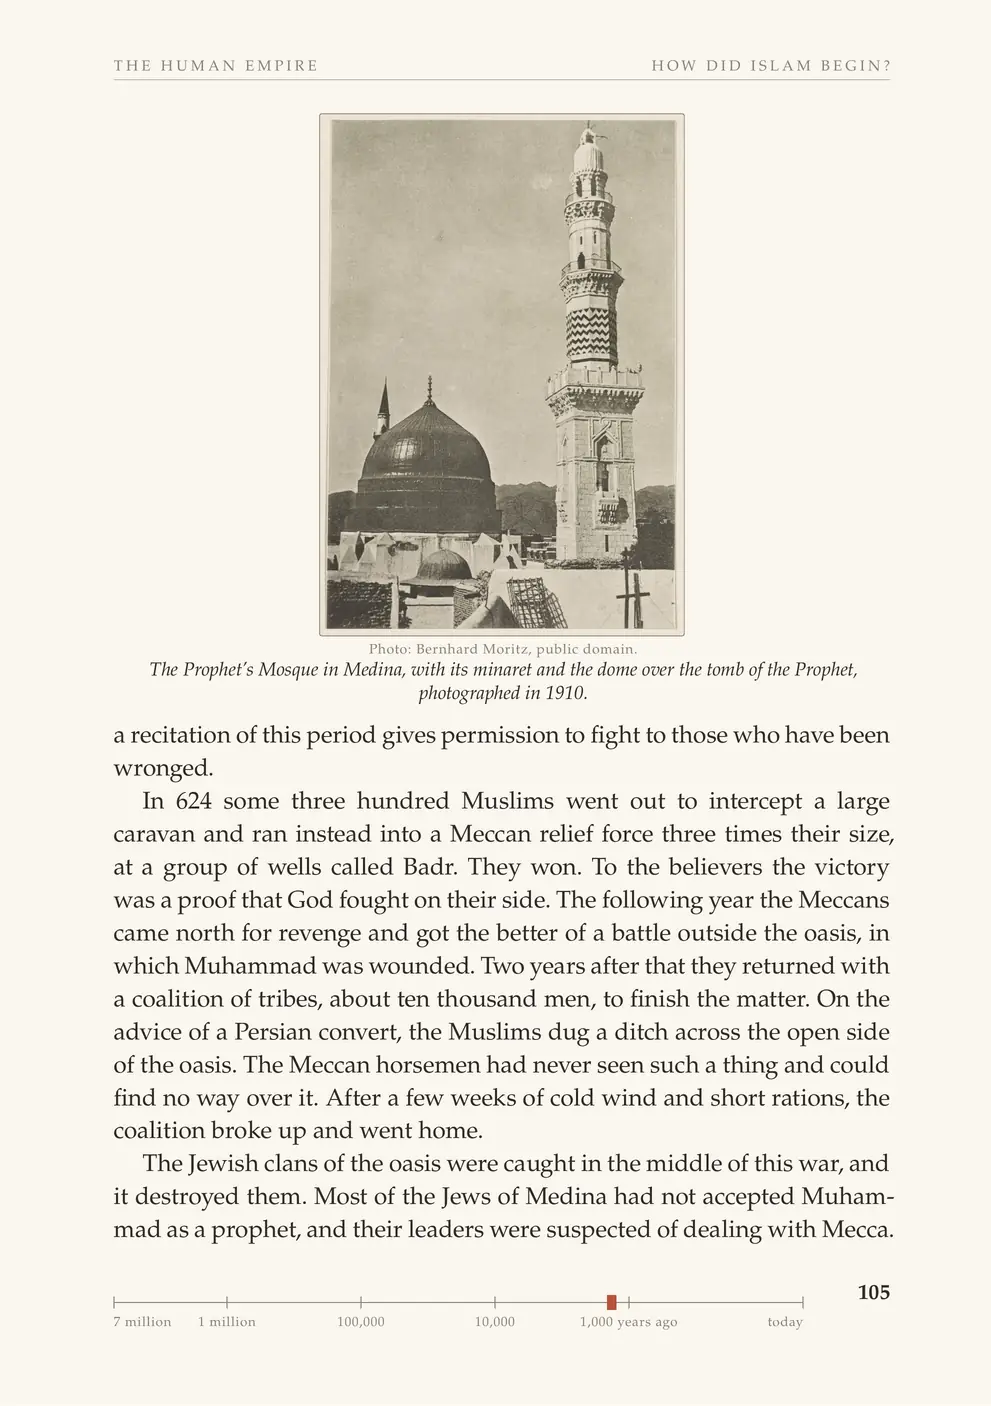 THE HUMAN EMPIRE
HOW DID ISLAM BEGIN?
Photo: Bernhard Moritz, public domain.
The Prophet’s Mosque in Medina, with its minaret and the dome over the tomb of the Prophet,
photographed in 1910.
a recitation of this period gives permission to fight to those who have been
wronged.
In 624 some three hundred Muslims went out to intercept a large
caravan and ran instead into a Meccan relief force three times their size,
at a group of wells called Badr. They won. To the believers the victory
was a proof that God fought on their side. The following year the Meccans
came north for revenge and got the better of a battle outside the oasis, in
which Muhammad was wounded. Two years after that they returned with
a coalition of tribes, about ten thousand men, to finish the matter. On the
advice of a Persian convert, the Muslims dug a ditch across the open side
of the oasis. The Meccan horsemen had never seen such a thing and could
find no way over it. After a few weeks of cold wind and short rations, the
coalition broke up and went home.
The Jewish clans of the oasis were caught in the middle of this war, and
it destroyed them. Most of the Jews of Medina had not accepted Muham-
mad as a prophet, and their leaders were suspected of dealing with Mecca.
105
7 million
1 million
100,000
10,000
1,000 years ago
today